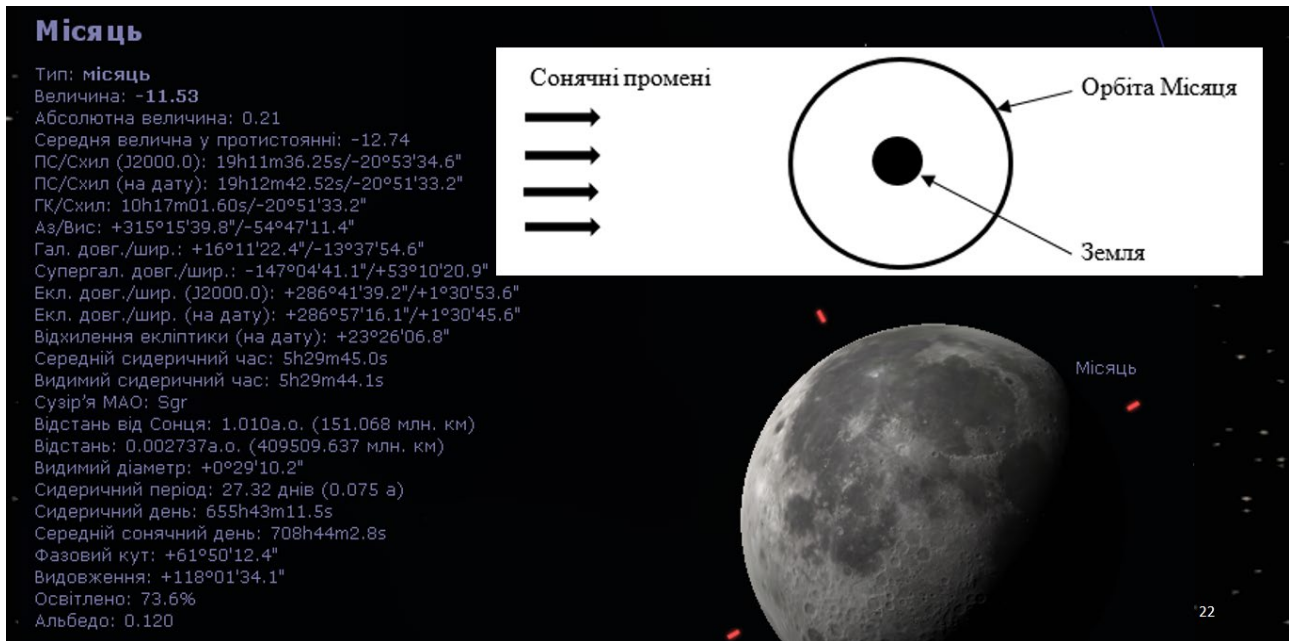 Місяць
Тип: місяць
Величина: -11.53
Абсолютна величина: 0.21
Середня велична у протистоянні: -12.74
ПС/Схил (J2000.0): 19h11m36.25s/-20°53'34.6"
ПС/Схил (на дату): 19h12m42.52s/-20°51'33.2"
ГК/Схил: 10h17m01.60s/-20°51'33.2"
Аз/Вис: +315°15'39.8"/-54°47'11.4"
Гал. довг./шир.: +16°11'22.4"/-13°37'54.6"
Супергал. довг./шир.: -147°04'41.1"/+53°10'20.9"
Екл. довг./шир. (J2000.0): +286°41'39.2"/+1°30'53.6"
Екл. довг./шир. (на дату): +286°57'16.1"/+1°30'45.6"
Відхилення екліптики (на дату): +23°26'06.8"
Середній сидеричний час: 5h29m45.0s
Видимий сидеричний час: 5h29m44.1s
Сузір'я МАО: Sgr
Відстань від Сонця: 1.010а.о. (151.068 млн. км)
Відстань: 0.002737а.о. (409509.637 млн. км)
Видимий діаметр: +0°29'10.2"
Сидеричний період: 27.32 днів (0.075 а)
Сидеричний день: 655h43m11.5s
Середній сонячний день: 708h44m2.8s
Фазовий кут: +61°50'12.4"
Видовження: +118°01'34.1"
Освітлено: 73.6%
Альбедо: 0.120
Сонячні промені
Орбіта Місяця
Земля
Місяць
22